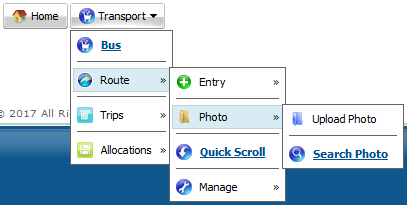 Home Transport
Bus
Route »
Entry »
© 2017 All Ri
Trips »
Photo »
Upload Photo
Allocations »
Quick Scroll
Search Photo
Manage »